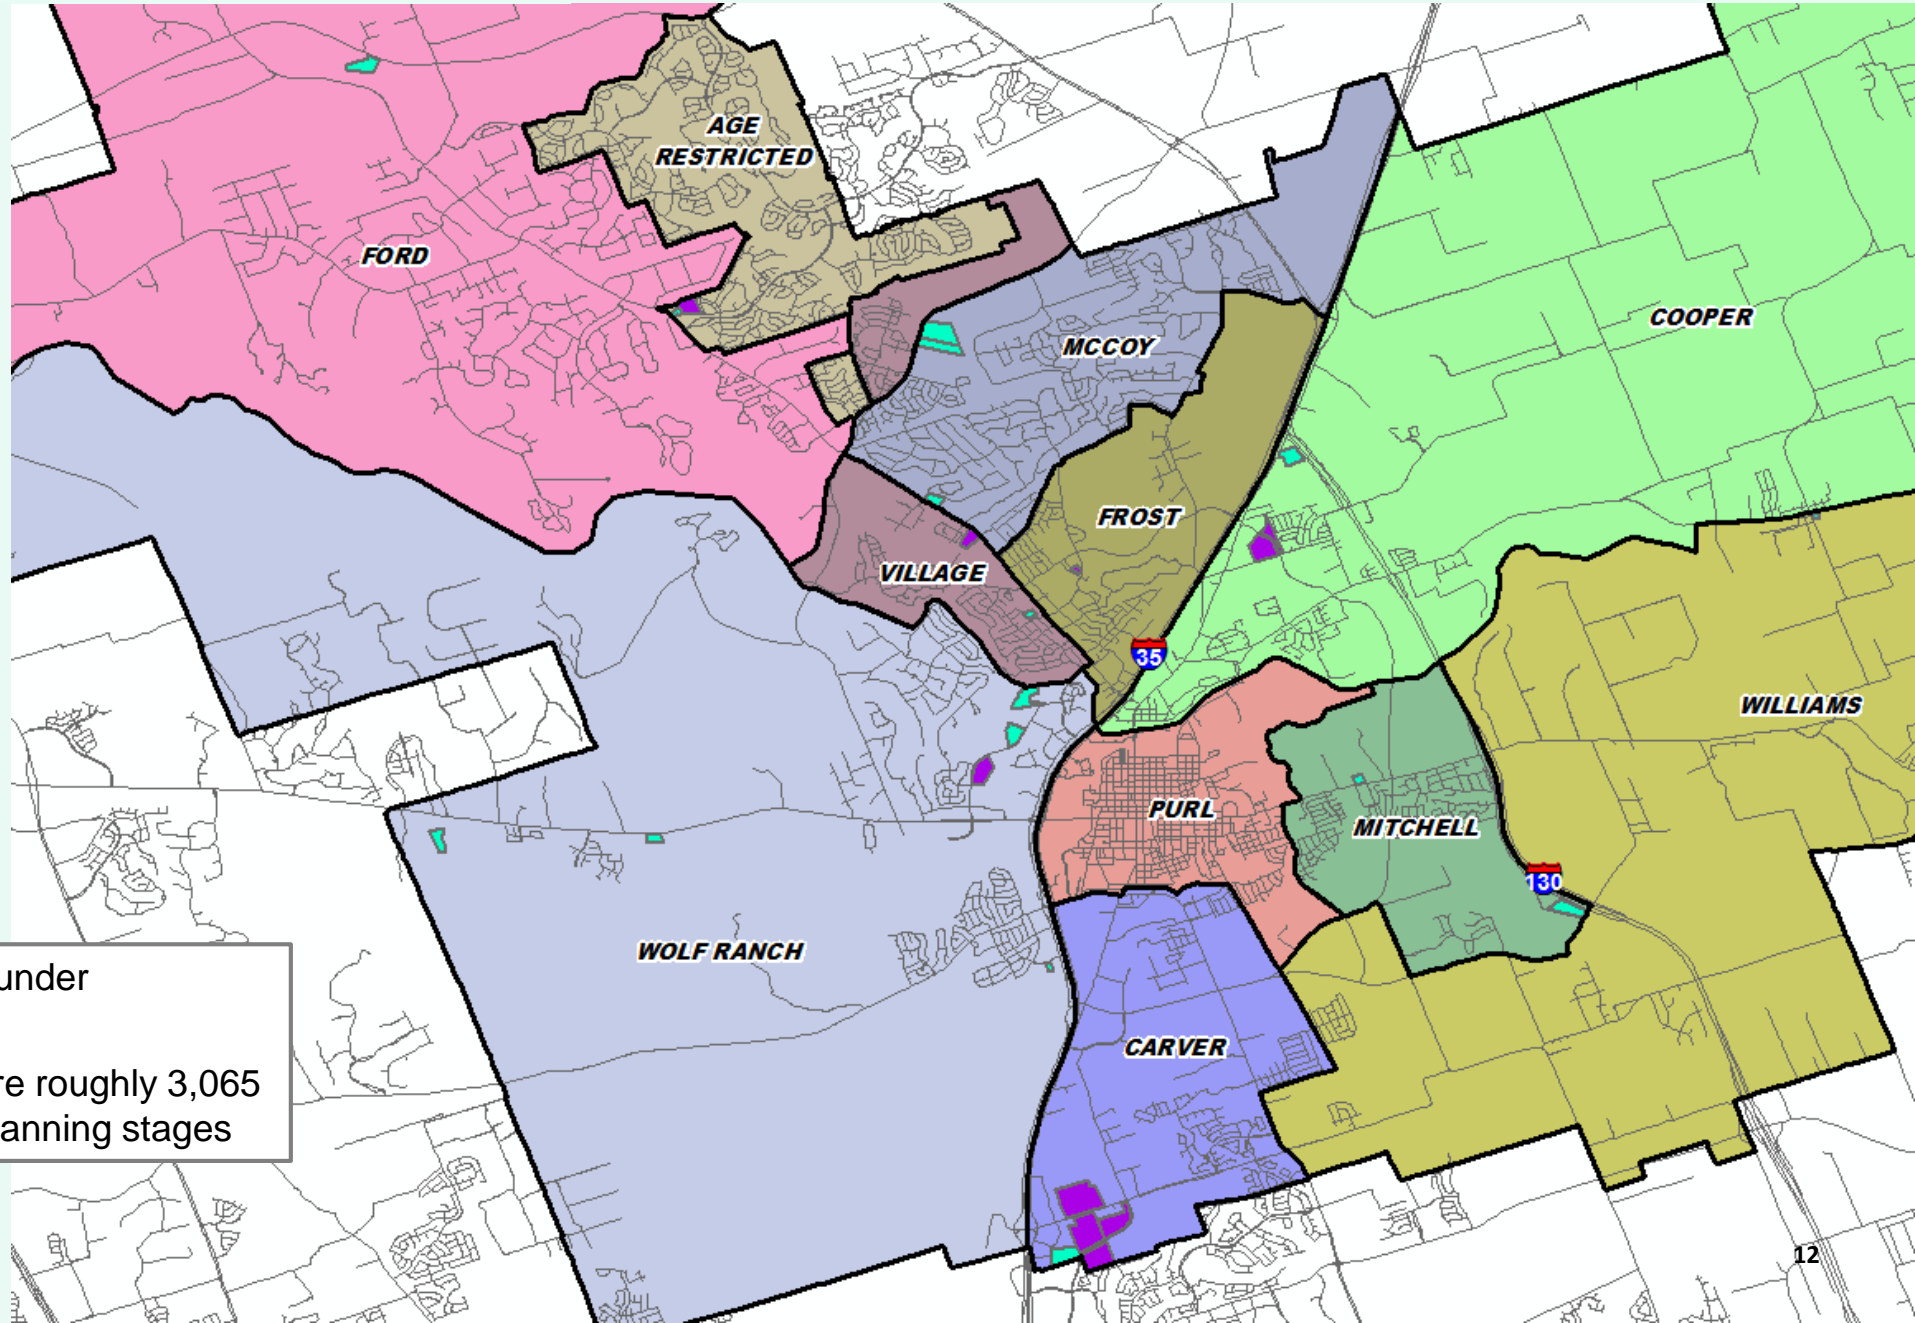 AGE
RESTRICTED
FORD
COOPER
MCCOY
FROST
VILLAGE
35
WILLIAMS
PURL
MITCHELL
130
WOLF RANCH
CARVER
under
re roughly 3,065
anning stages
12